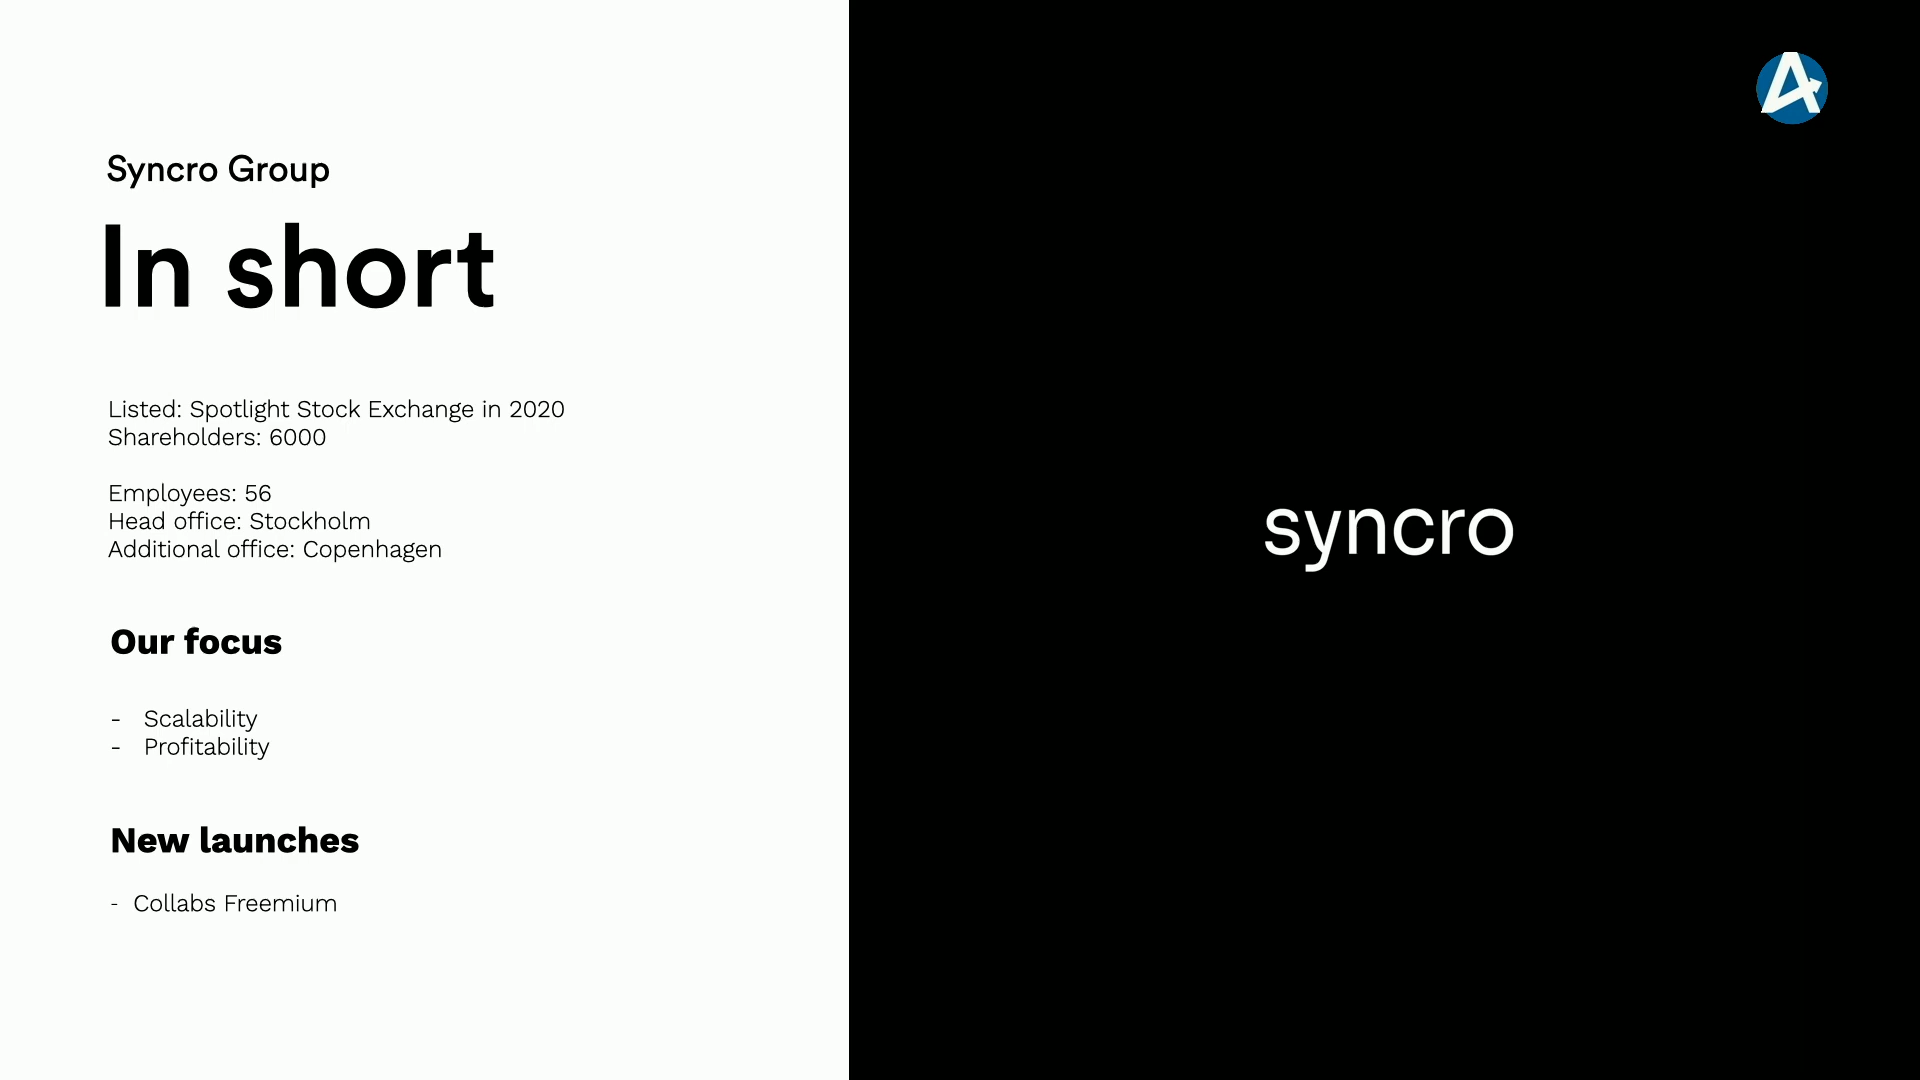 Syncro Group
In short
Listed: Spotlight Stock Exchange in 2020
Shareholders: 6000
Employees: 56
Head office: Stockholm
Additional office: Copenhagen
Our focus
- Scalability
- Profitability
New launches
- Collabs Freemium
syncro